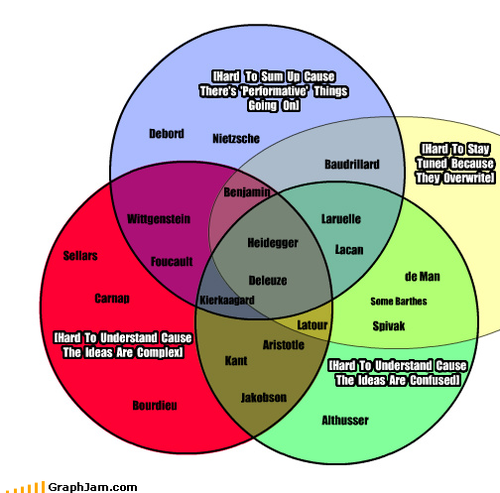 [Hard To Sum Up Cause
There's 'Performative' Things
Going On]
Debord
Nietzsche
[Hard To Stay
Tuned Because
They Overwrite]
Baudrillard
Benjamin
Wittgenstein
Laruelle
Heidegger
Lacan
Sellars
Foucault
de Man
Deleuze
Carnap
Kierkaagard
Some Barthes
Latour
Spivak
[Hard To Understand Cause
The Ideas Are Complex]
Aristotle
Kant
[Hard To Understand Cause
The Ideas Are Confused]
Jakobson
Bourdieu
Althusser
GraphJam.com